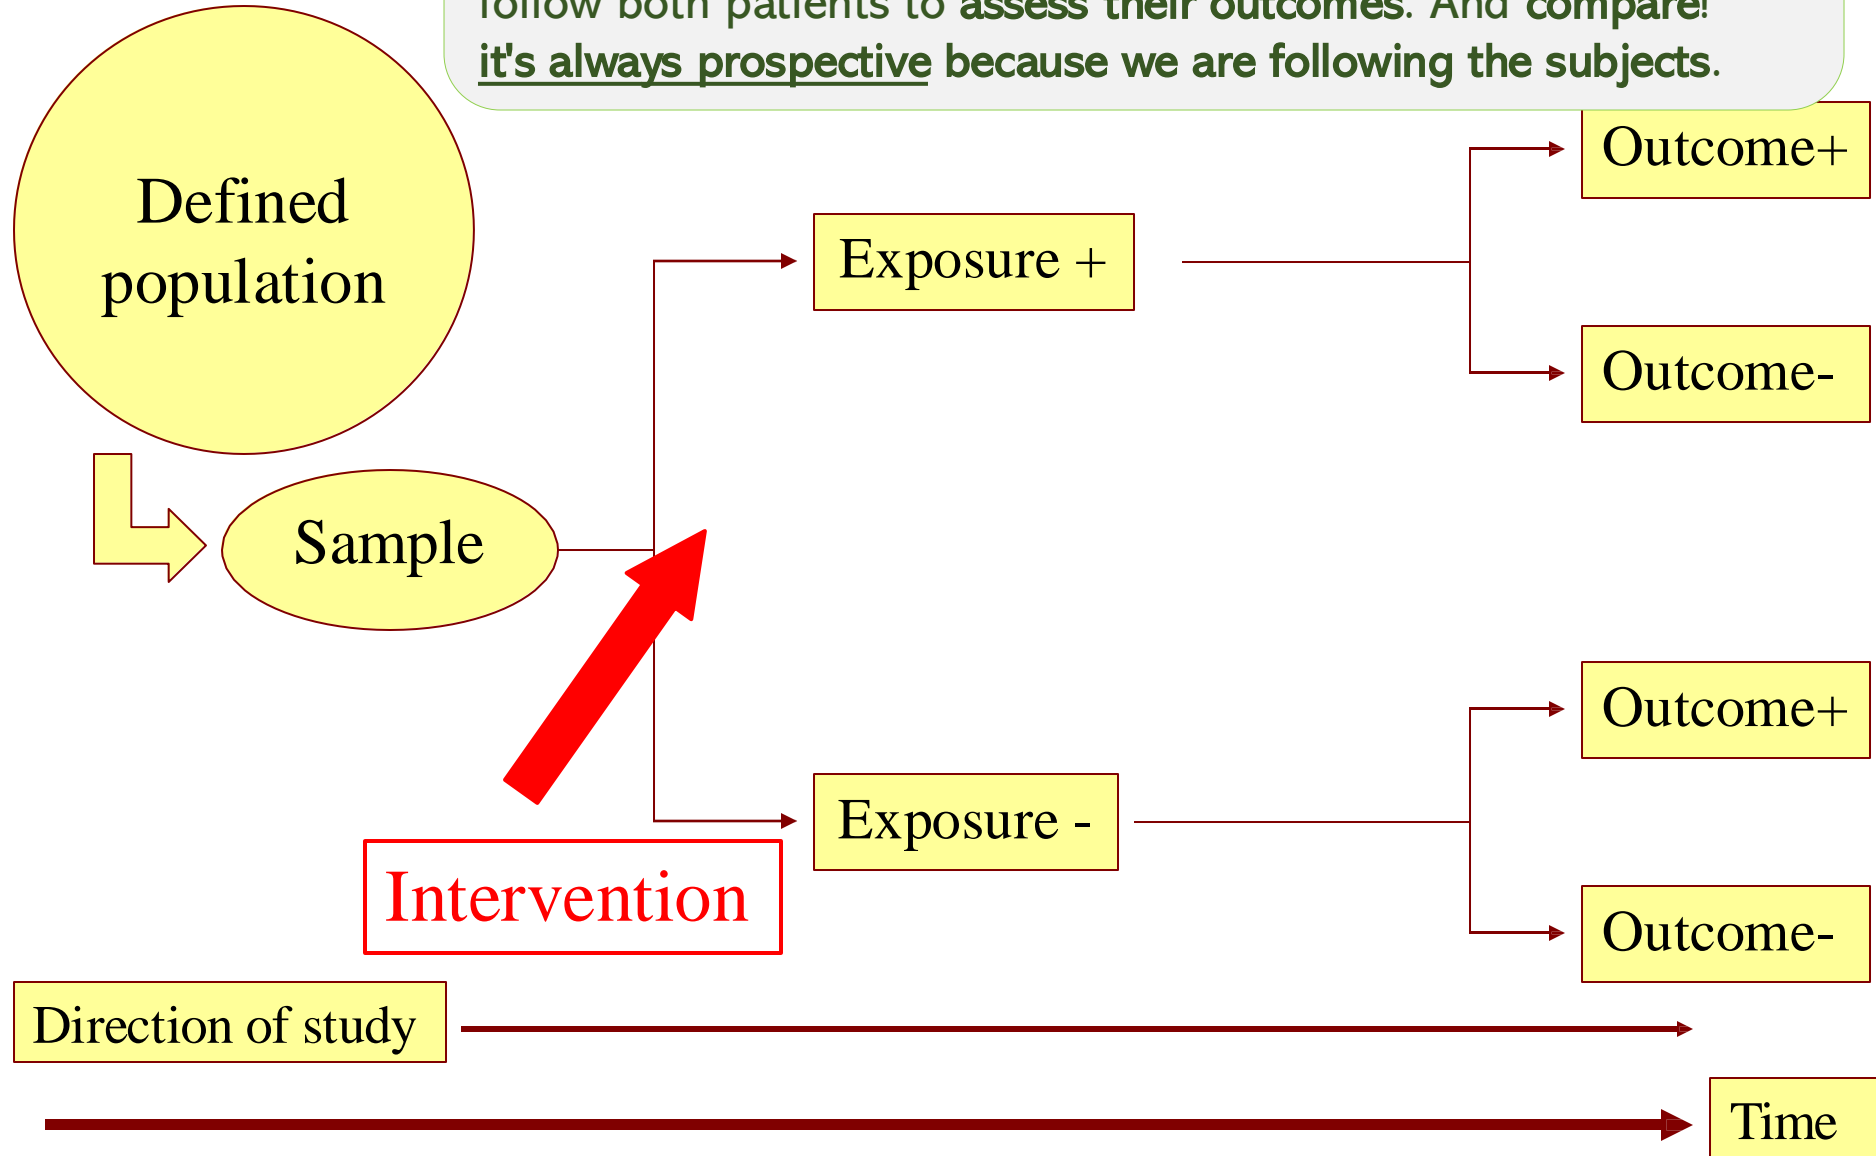 follow both patients to assess their outcomes. And compare!
it's always prospective because we are following the subjects.
Defined
population
Outcome+
Exposure +
Outcome-
Sample
Outcome+
Exposure -
Intervention
Outcome-
Direction of study
Time